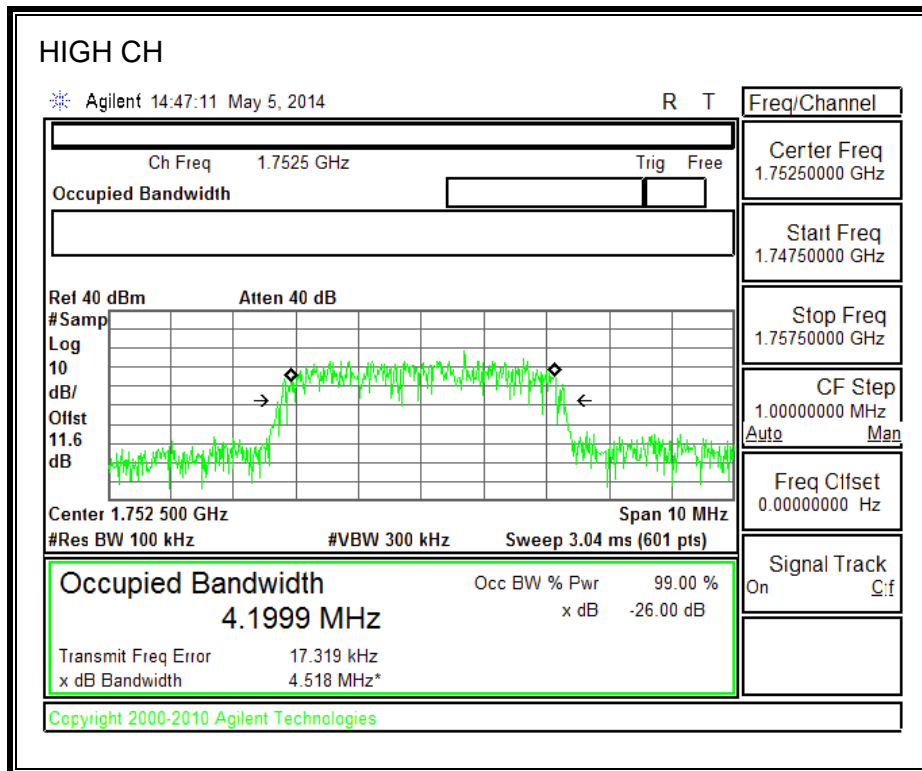 HIGH CH
Agilent 14:47:11 May 5, 2014 R T
Freq/Channel
Ch Freq 1.7525 GHz Trig Free
Occupied Bandwidth
Center Freq
1.75250000 GHz
Start Freq
1.74750000 GHz
Stop Freq
1.75750000 GHz
CF Step
1.00000000 MHz
Auto Man
Freq Offset
0.00000000 Hz
Signal Track
On Off
Ref 40 dBm Atten 40 dB
#Samp
Log
10
dB/
Offst
11.6
dB
Center 1.752 500 GHz Span 10 MHz
#Res BW 100 kHz #VBW 300 kHz Sweep 3.04 ms (601 pts)
Occupied Bandwidth Occ BW % Pwr 99.00 %
4.1999 MHz x dB -26.00 dB
Transmit Freq Error 17.319 kHz
x dB Bandwidth 4.518 MHz*
Copyright 2000-2010 Agilent Technologies